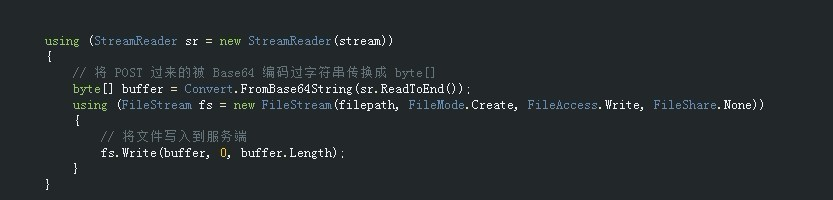 using (StreamReader sr = new StreamReader(stream))
{
// 将 POST 过来的被 Base64 编码过字符串传换成 byte[]
byte[] buffer = Convert.FromBase64String(sr.ReadToEnd());
using (FileStream fs = new FileStream(filepath, FileMode.Create, FileAccess.Write, FileShare.None))
{
// 将文件写入到服务端
fs.Write(buffer, 0, buffer.Length);
}
}